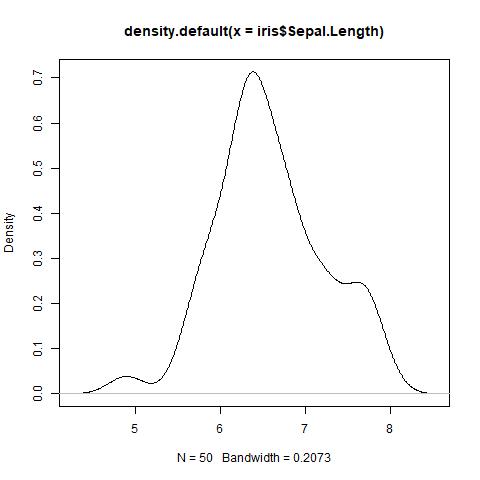 density.default(x = iris$Sepal.Length)
Density
0.7
0.6
0.5
0.4
0.3
0.2
0.1
0.0
5 6 7 8
N = 50 Bandwidth = 0.2073